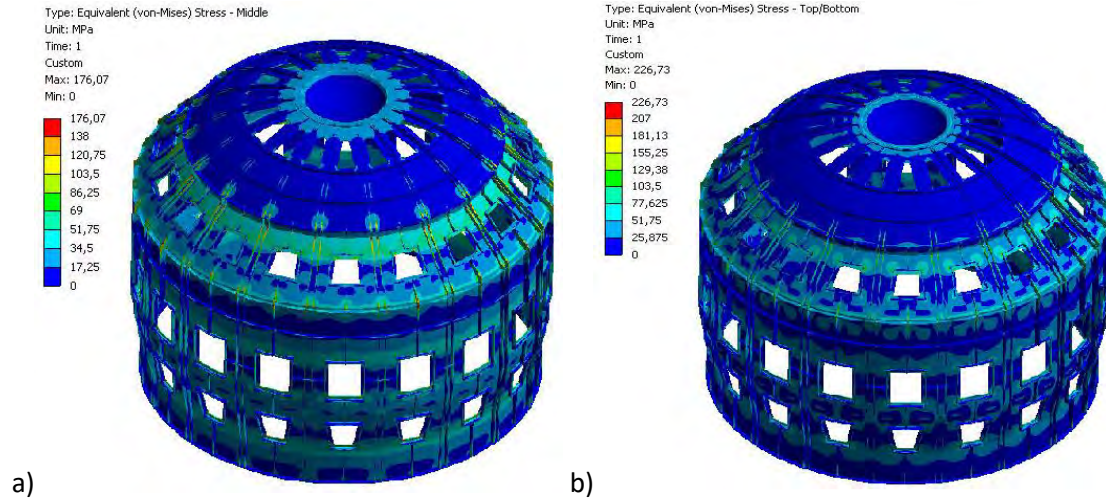 Type: Equivalent (von-Mises) Stress - Middle
Unit: MPa
Time: 1
Custom
Max: 176,07
Min: 0
176,07
138
120,75
103,5
86,25
69
51,75
34,5
17,25
0
a)
Type: Equivalent (von-Mises) Stress - Top/Bottom
Unit: MPa
Time: 1
Custom
Max: 226,73
Min: 0
226,73
207
181,13
155,25
129,38
103,5
77,625
51,75
25,875
0
b)